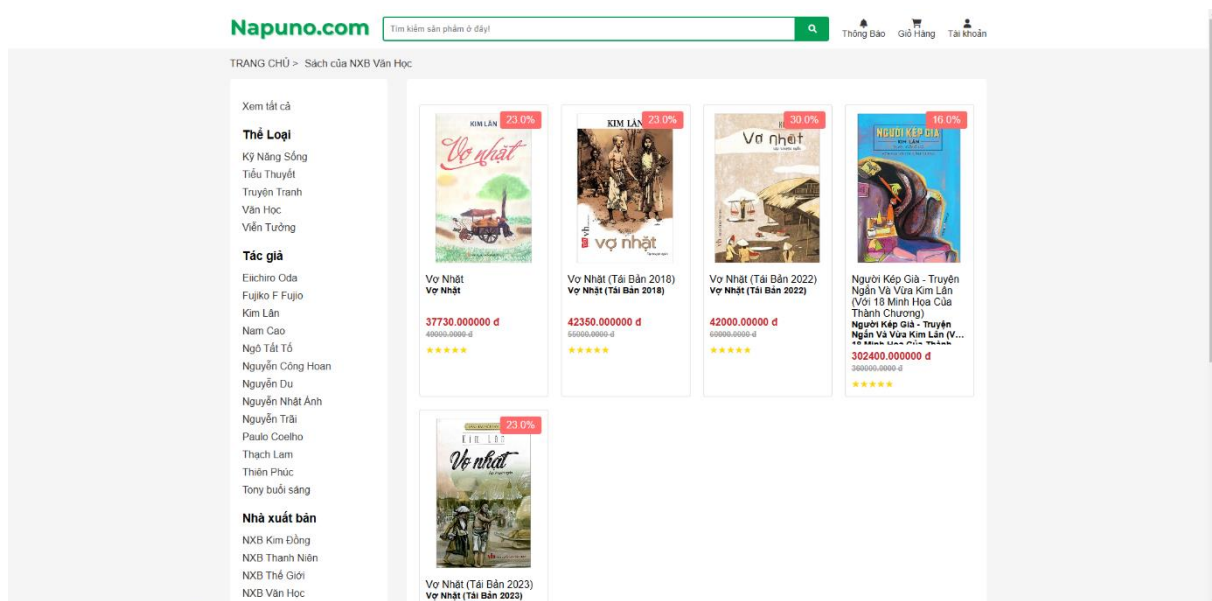 Napuno.com
Tìm kiếm sản phẩm ở đây!
Thông Báo
Giỏ Hàng
Tài khoản
TRANG CHỦ > Sách của NXB Văn Học
Xem tất cả
Thể Loại
Kỹ Năng Sống
Tiểu Thuyết
Truyện Tranh
Văn Học
Viễn Tưởng
Tác giả
Eiichiro Oda
Fujiko F Fujio
Kim Lân
Nam Cao
Ngô Tất Tố
Nguyễn Công Hoan
Nguyễn Du
Nguyễn Nhật Ánh
Nguyễn Trãi
Paulo Coelho
Thạch Lam
Thiên Phúc
Tony buổi sáng
Nhà xuất bản
NXB Kim Đồng
NXB Thanh Niên
NXB Thế Giới
NXB Văn Học
23.0%
KIM LÂN
Vợ nhặt
Vợ Nhặt
Vợ Nhặt
37730.000000 đ
49000.0000 đ
23.0%
KIM LÂN
vợ nhặt
Vợ Nhặt (Tái Bản 2018)
Vợ Nhặt (Tái Bản 2018)
42350.000000 đ
55000.0000 đ
30.0%
Vợ nhặt
Vợ Nhặt (Tái Bản 2022)
Vợ Nhặt (Tái Bản 2022)
42000.00000 đ
60000.0000 đ
16.0%
NGƯỜI KÉP GIÀ
KIM LÂN
Người Kép Già - Truyện
Ngắn Và Vừa Kim Lân
(Với 18 Minh Họa Của
Thành Chương)
Người Kép Già - Truyện
Ngắn Và Vừa Kim Lân (V...
18 Minh Họa Của Thành
302400.000000 đ
360000.0000 đ
23.0%
Kim Lân
Vợ nhặt
Vợ Nhặt (Tái Bản 2023)
Vợ Nhặt (Tái Bản 2023)